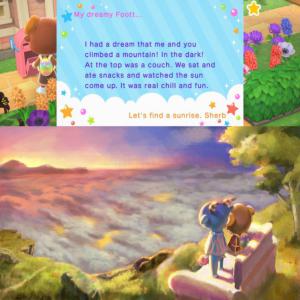 My dreamy Foott...
I had a dream that me and you
climbed a mountain! In the dark!
At the top was a couch. We sat and
ate snacks and watched the sun
come up. It was real chill and fun.
Let's find a sunrise. Sherb